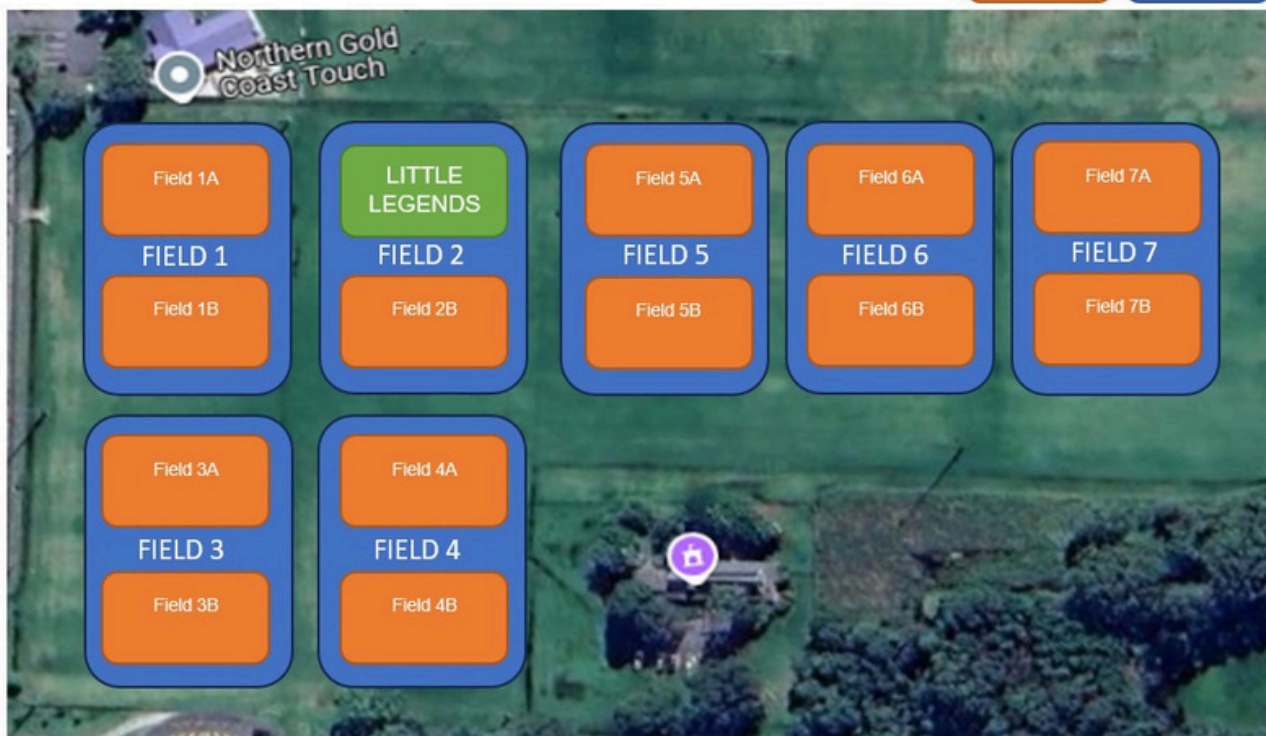 Northern Gold
Coast Touch
Field 1A
FIELD 1
Field 1B
LITTLE
LEGENDS
FIELD 2
Field 2B
Field 5A
FIELD 5
Field 5B
Field 6A
FIELD 6
Field 6B
Field 7A
FIELD 7
Field 7B
Field 3A
FIELD 3
Field 3B
Field 4A
FIELD 4
Field 4B